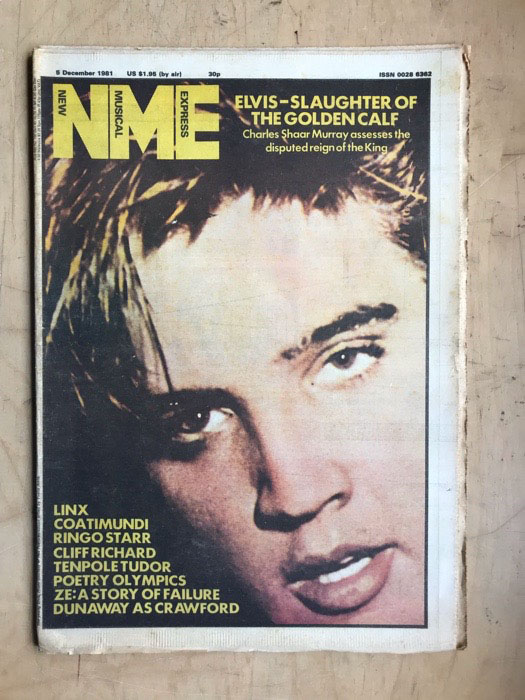 5 December 1981 US $1.95 (by air) 30p ISSN 0028 6362
NEW
NME
MUSICAL
EXPRESS
ELVIS–SLAUGHTER OF
THE GOLDEN CALF
Charles Shaar Murray assesses the
disputed reign of the King
LINX
COATIMUNDI
RINGO STARR
CLIFF RICHARD
TENPOLE TUDOR
POETRY OLYMPICS
ZE: A STORY OF FAILURE
DUNAWAY AS CRAWFORD